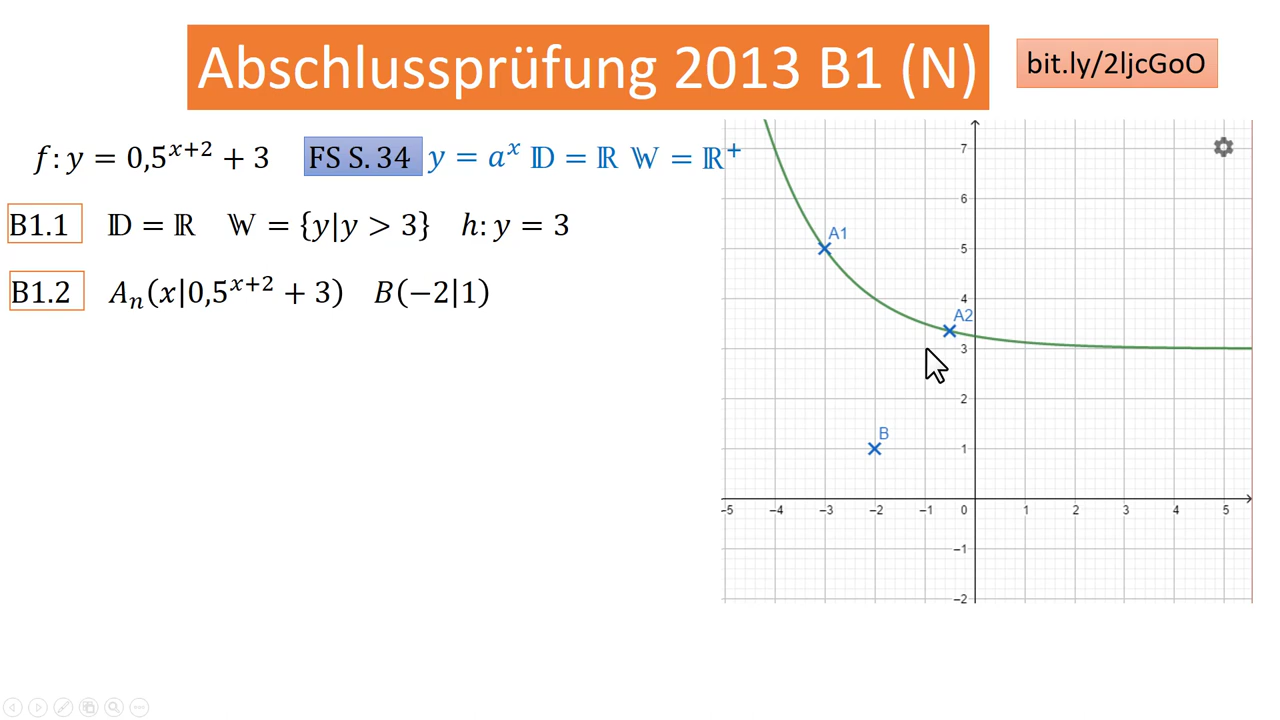 Abschlussprüfung 2013 B1 (N)
bit.ly/2ljcGoO
f: y = 0,5^{x+2} + 3 FS S. 34 y = a^x 𝔻 = ℝ 𝕎 = ℝ^+
B1.1 𝔻 = ℝ 𝕎 = {y|y > 3} h: y = 3
B1.2 A_n(x|0,5^{x+2} + 3) B(−2|1)
7
6
A1
5
4
A2
3
2
B
1
−5 −4 −3 −2 −1 0 1 2 3 4 5
−1
−2